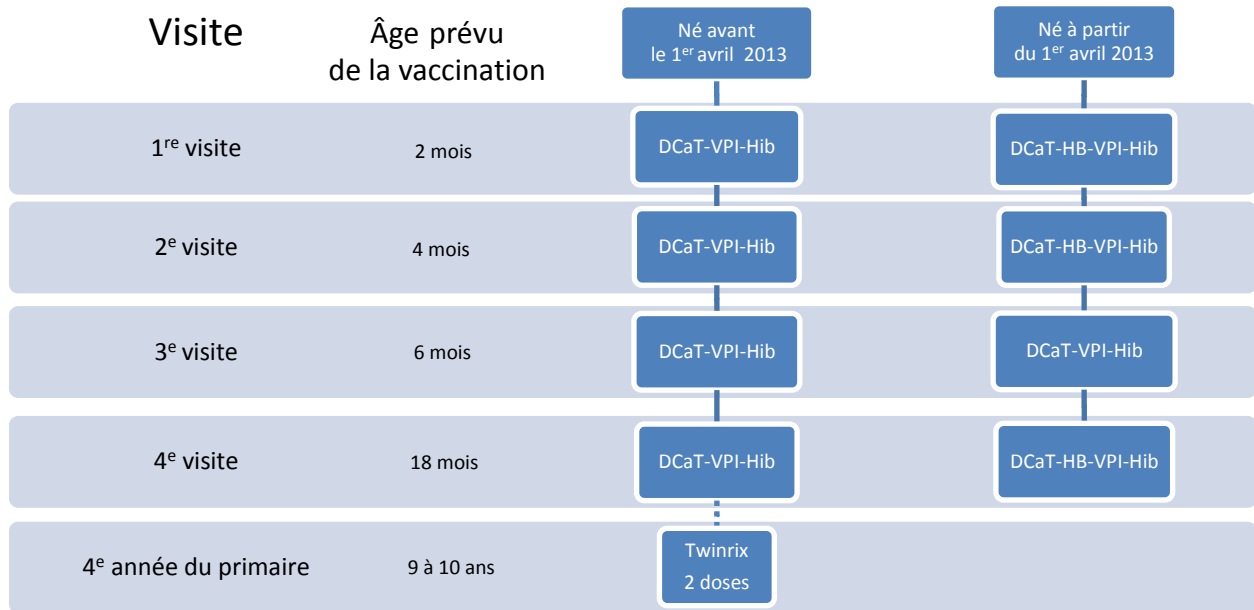 Visite
Âge prévu
de la vaccination
Né avant
le 1er avril 2013
Né à partir
du 1er avril 2013
1re visite
2 mois
DCaT-VPI-Hib
DCaT-HB-VPI-Hib
2e visite
4 mois
DCaT-VPI-Hib
DCaT-HB-VPI-Hib
3e visite
6 mois
DCaT-VPI-Hib
DCaT-VPI-Hib
4e visite
18 mois
DCaT-VPI-Hib
DCaT-HB-VPI-Hib
4e année du primaire
9 à 10 ans
Twinrix
2 doses